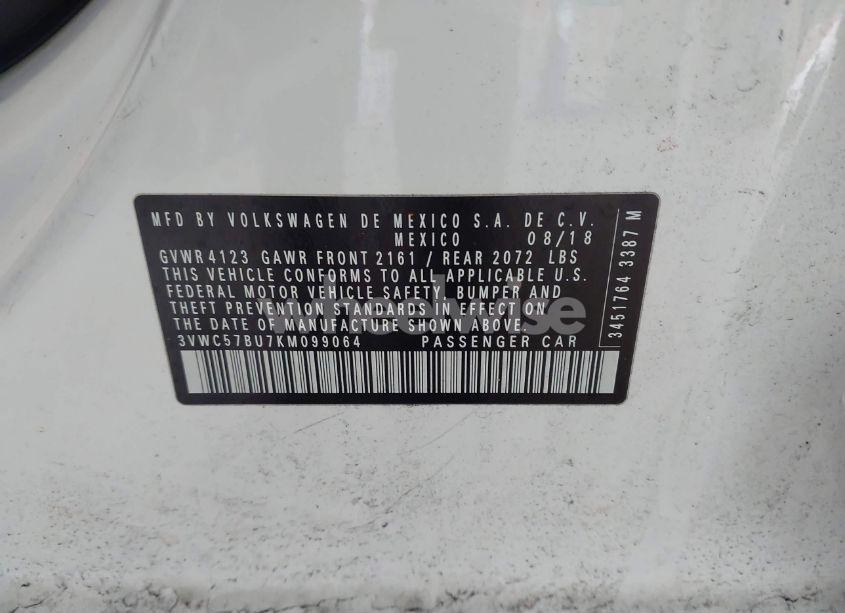 MFD BY VOLKSWAGEN DE MEXICO S.A. DE C.V.
MEXICO 08/18
GVWR 4123 GAWR FRONT 2161 / REAR 2072 LBS
THIS VEHICLE CONFORMS TO ALL APPLICABLE U.S.
FEDERAL MOTOR VEHICLE SAFETY, BUMPER AND
THEFT PREVENTION STANDARDS IN EFFECT ON
THE DATE OF MANUFACTURE SHOWN ABOVE.
3VWC57BU7KM099064 PASSENGER CAR
34511764 3387 M